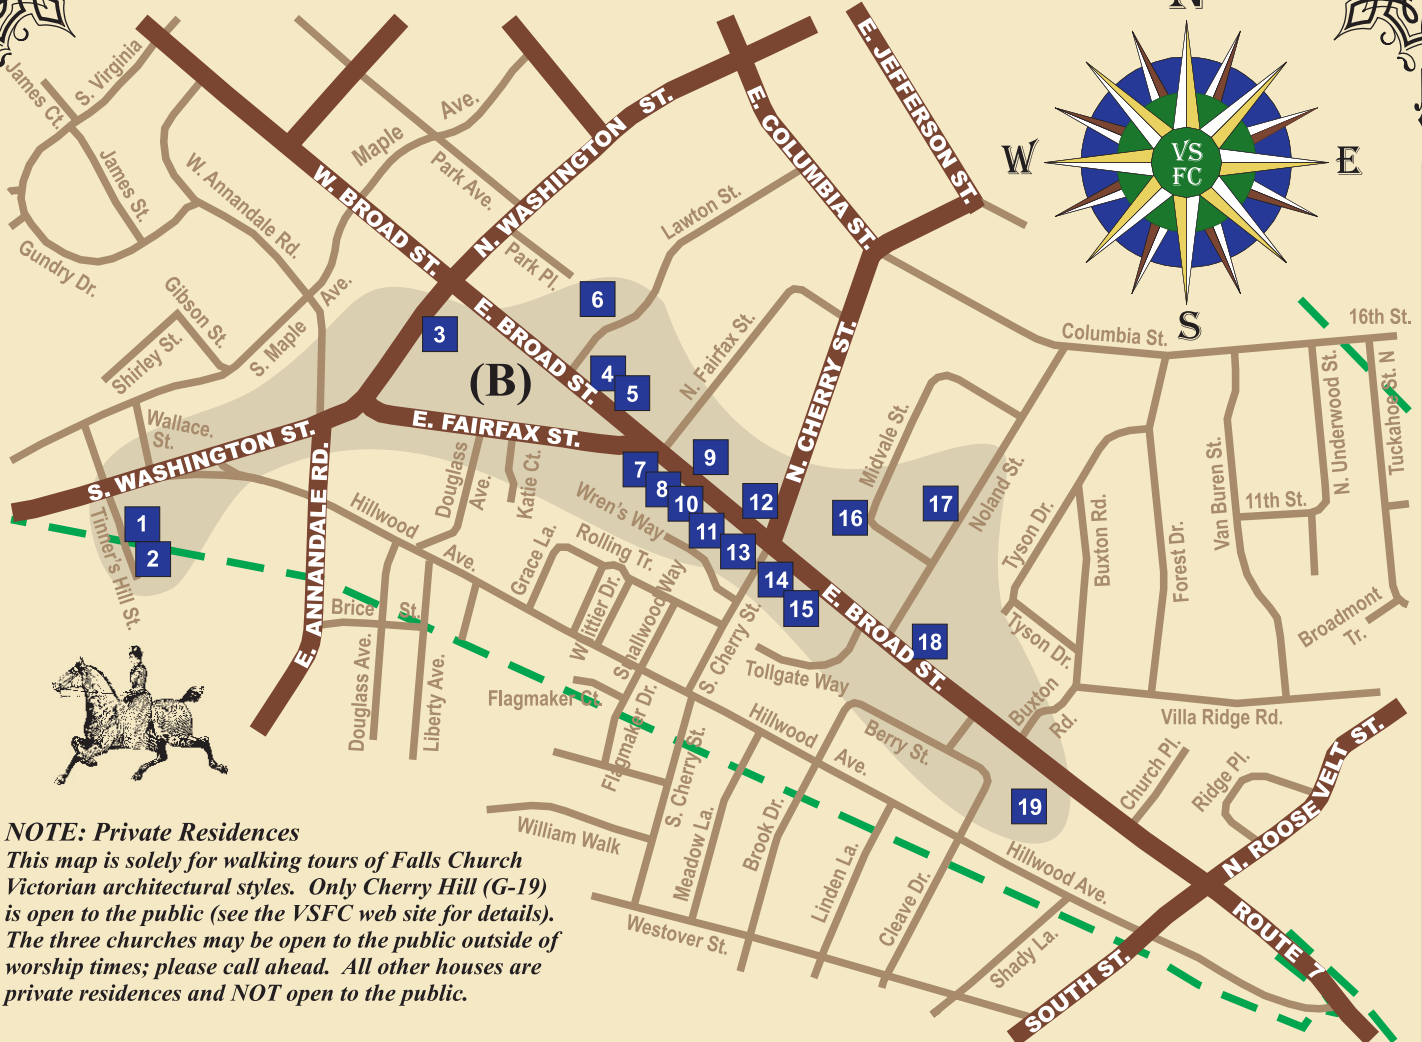 N
W
E
S
VS
FC
James Ct.
S. Virginia
James St.
Gundry Dr.
W. Annandale Rd.
Maple
Ave.
Park Ave.
Park Pl.
W. BROAD ST.
N. WASHINGTON
ST.
E. COLUMBIA ST.
E. JEFFERSON ST.
Lawton St.
Gibson St.
Shirley St.
S. Maple
Ave.
Wallace.
St.
S. WASHINGTON ST.
E. ANNANDALE RD.
E. FAIRFAX ST.
E. BROAD ST.
(B)
N. Fairfax St.
N. CHERRY ST.
Columbia St.
16th St.
Midvale St.
Noland St.
Tyson Dr.
Buxton Rd.
Forest Dr.
Van Buren St.
11th St.
N. Underwood St.
Tuckahoe St. N
Broadmont
Tr.
Tyson Dr.
Buxton
Rd.
Villa Ridge Rd.
Church Pl.
Ridge Pl.
N. ROOSEVELT ST.
ROUTE 7
SOUTH ST.
Tinner's Hill St.
Hillwood
Ave.
Douglass
Ave.
Katie Ct.
Grace La.
Wren's Way
Rolling Tr.
Whittier Dr.
Smallwood Way
Brice
St.
Douglass Ave.
Liberty Ave.
Flagmaker St.
Flagmaker Dr.
S. Cherry St.
S. Cherry St.
Tollgate Way
E. BROAD ST.
Hillwood
Ave.
Berry St.
William Walk
Meadow La.
Brook Dr.
Linden La.
Cleave Dr.
Westover St.
Shady La.
Hillwood Ave.
1
2
3
4
5
6
7
8
9
10
11
12
13
14
15
16
17
18
19
NOTE: Private Residences
This map is solely for walking tours of Falls Church
Victorian architectural styles. Only Cherry Hill (G-19)
is open to the public (see the VSFC web site for details).
The three churches may be open to the public outside of
worship times; please call ahead. All other houses are
private residences and NOT open to the public.